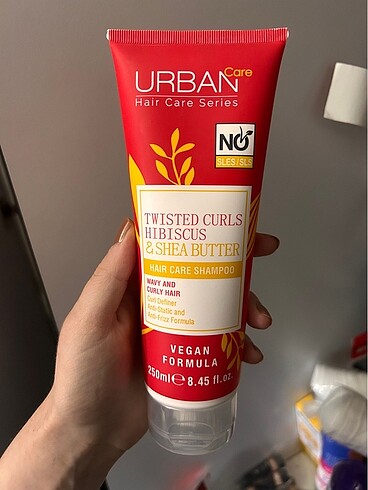 URBAN Care
Hair Care Series
NO
SLES|SLS
TWISTED CURLS
HIBISCUS
& SHEA BUTTER
HAIR CARE SHAMPOO
WAVY AND
CURLY HAIR
Curl Definer
Anti-Static and
Anti-Frizz Formula
VEGAN
FORMULA
250ml ℮ 8.45 fl.oz.